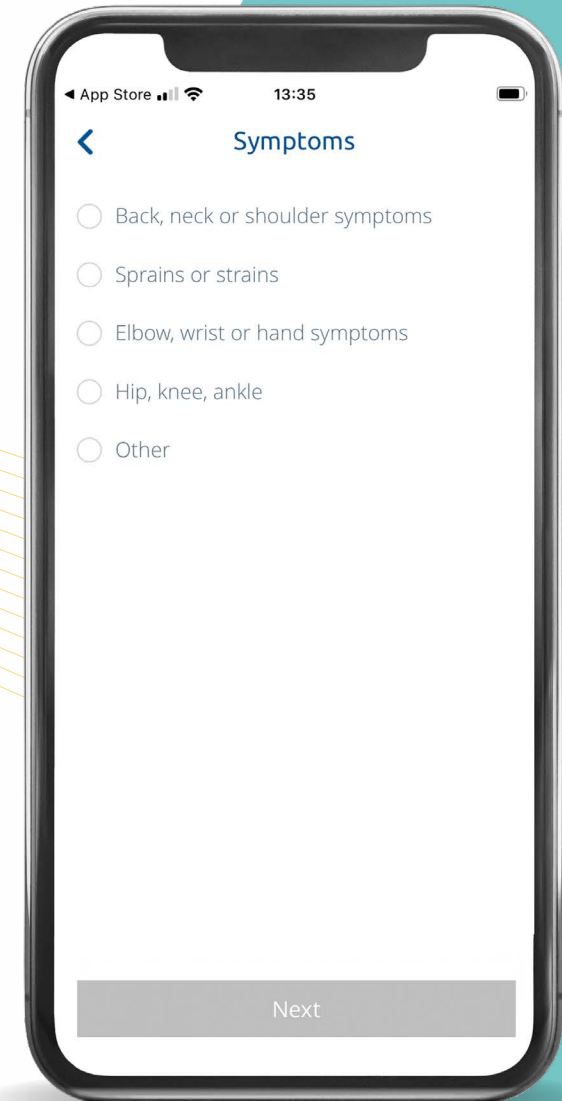 App Store
13:35
Symptoms
Back, neck or shoulder symptoms
Sprains or strains
Elbow, wrist or hand symptoms
Hip, knee, ankle
Other
Next